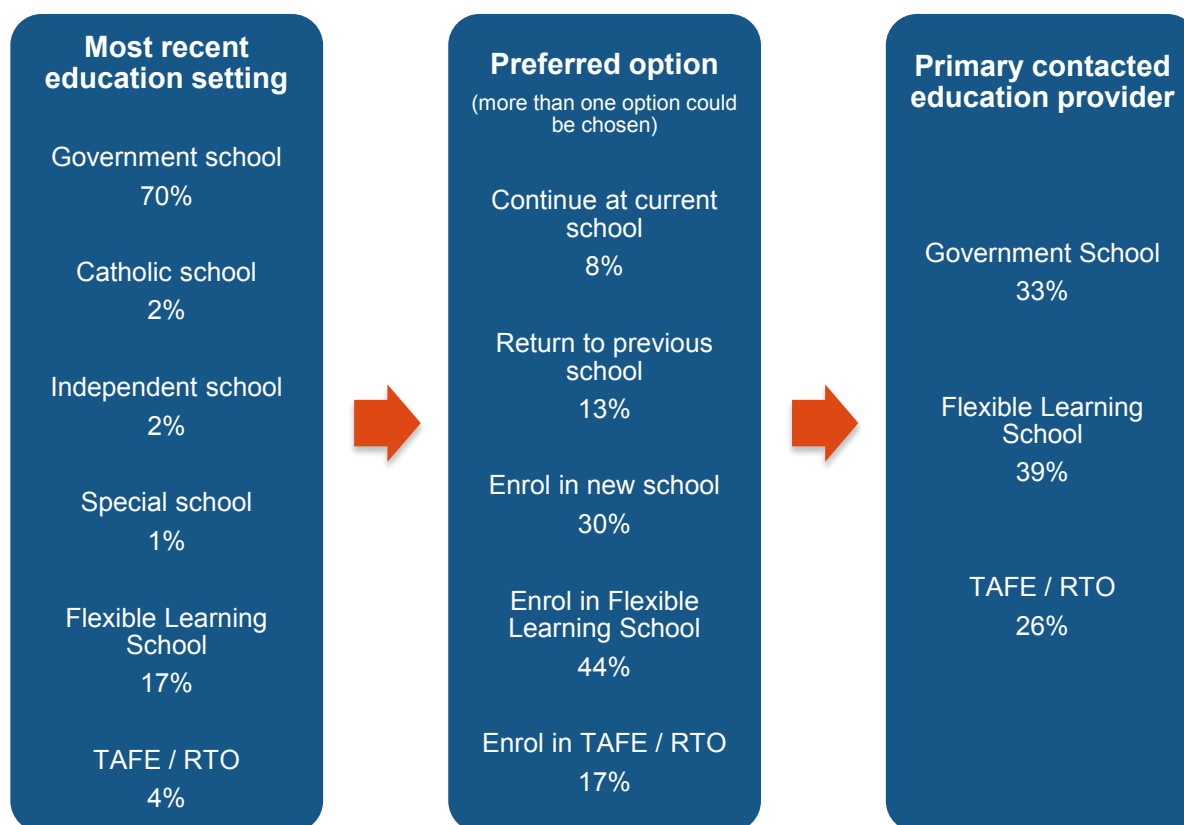 Most recent
education setting
Government school
70%
Catholic school
2%
Independent school
2%
Special school
1%
Flexible Learning
School
17%
TAFE / RTO
4%
Preferred option
(more than one option could
be chosen)
Continue at current
school
8%
Return to previous
school
13%
Enrol in new school
30%
Enrol in Flexible
Learning School
44%
Enrol in TAFE / RTO
17%
Primary contacted
education provider
Government School
33%
Flexible Learning
School
39%
TAFE / RTO
26%